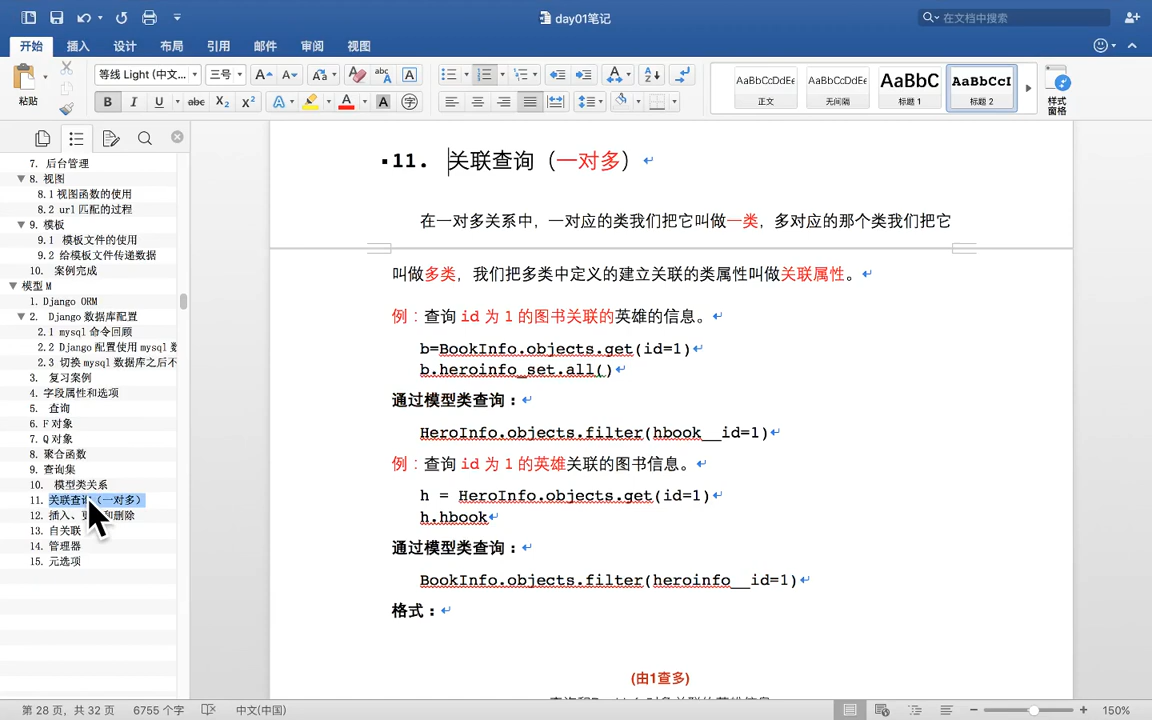 day01笔记
在文档中搜索
开始 插入 设计 布局 引用 邮件 审阅 视图
粘贴
等线 Light (中文... 三号
AaBbCcDdEe 正文
AaBbCcDdEe 无间隔
AaBbC 标题 1
AaBbCcI 标题 2
样式
窗格
7. 后台管理
8. 视图
8.1 视图函数的使用
8.2 url 匹配的过程
9. 模板
9.1 模板文件的使用
9.2 给模板文件传递数据
10. 案例完成
模型 M
1. Django ORM
2. Django 数据库配置
2.1 mysql 命令回顾
2.2 Django 配置使用 mysql 数
2.3 切换 mysql 数据库之后不
3. 复习案例
4. 字段属性和选项
5. 查询
6. F 对象
7. Q 对象
8. 聚合函数
9. 查询集
10. 模型类关系
11. 关联查询（一对多）
12. 插入、更 和删除
13. 自关联
14. 管理器
15. 元选项
11. 关联查询（一对多）
在一对多关系中，一对应的类我们把它叫做一类，多对应的那个类我们把它
叫做多类，我们把多类中定义的建立关联的类属性叫做关联属性。
例：查询 id 为 1 的图书关联的英雄的信息。
b=BookInfo.objects.get(id=1)
b.heroinfo_set.all()
通过模型类查询：
HeroInfo.objects.filter(hbook__id=1)
例：查询 id 为 1 的英雄关联的图书信息。
h = HeroInfo.objects.get(id=1)
h.hbook
通过模型类查询：
BookInfo.objects.filter(heroinfo__id=1)
格式：
(由1查多)
第 28 页，共 32 页 6755 个字 中文(中国) 150%